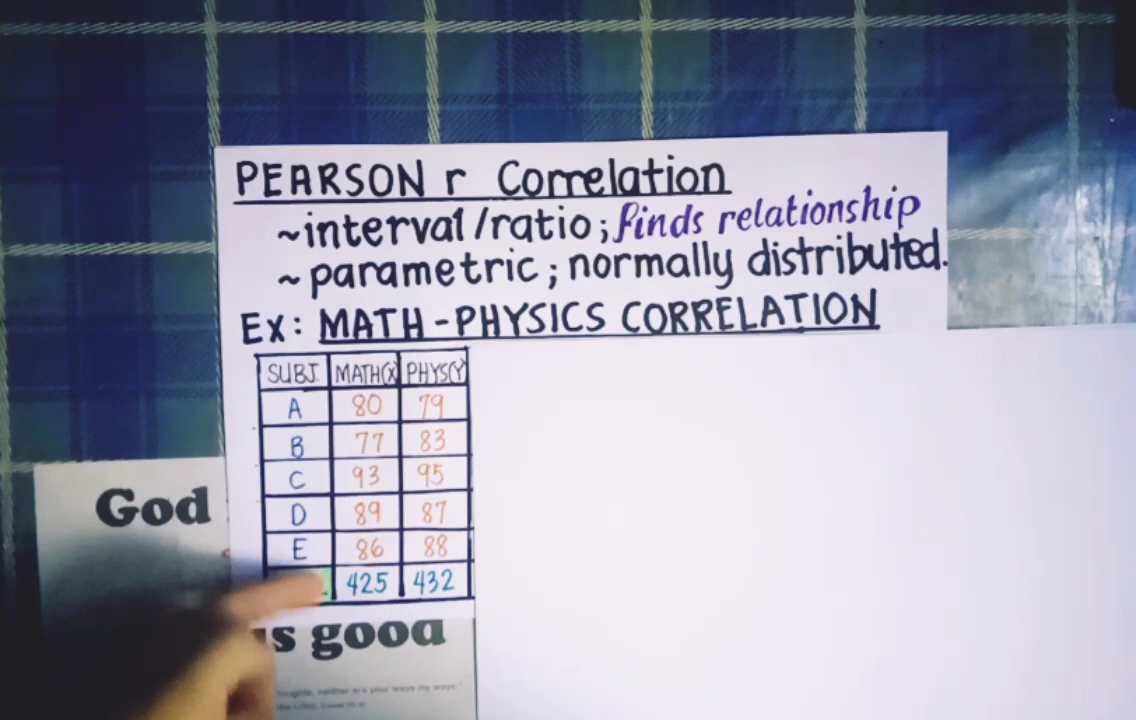 PEARSON r Correlation
~interval/ratio; finds relationship
~parametric; normally distributed.
Ex: MATH-PHYSICS CORRELATION
SUBJ. MATH(X) PHYS(Y)
A 80 79
B 77 83
C 93 95
D 89 87
E 86 88
425 432
God
is good